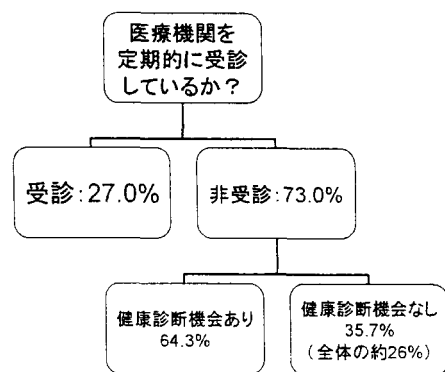 医療機関を
定期的に受診
しているか？
受診：27.0%
非受診：73.0%
健康診断機会あり
64.3%
健康診断機会なし
35.7%
（全体の約26%）